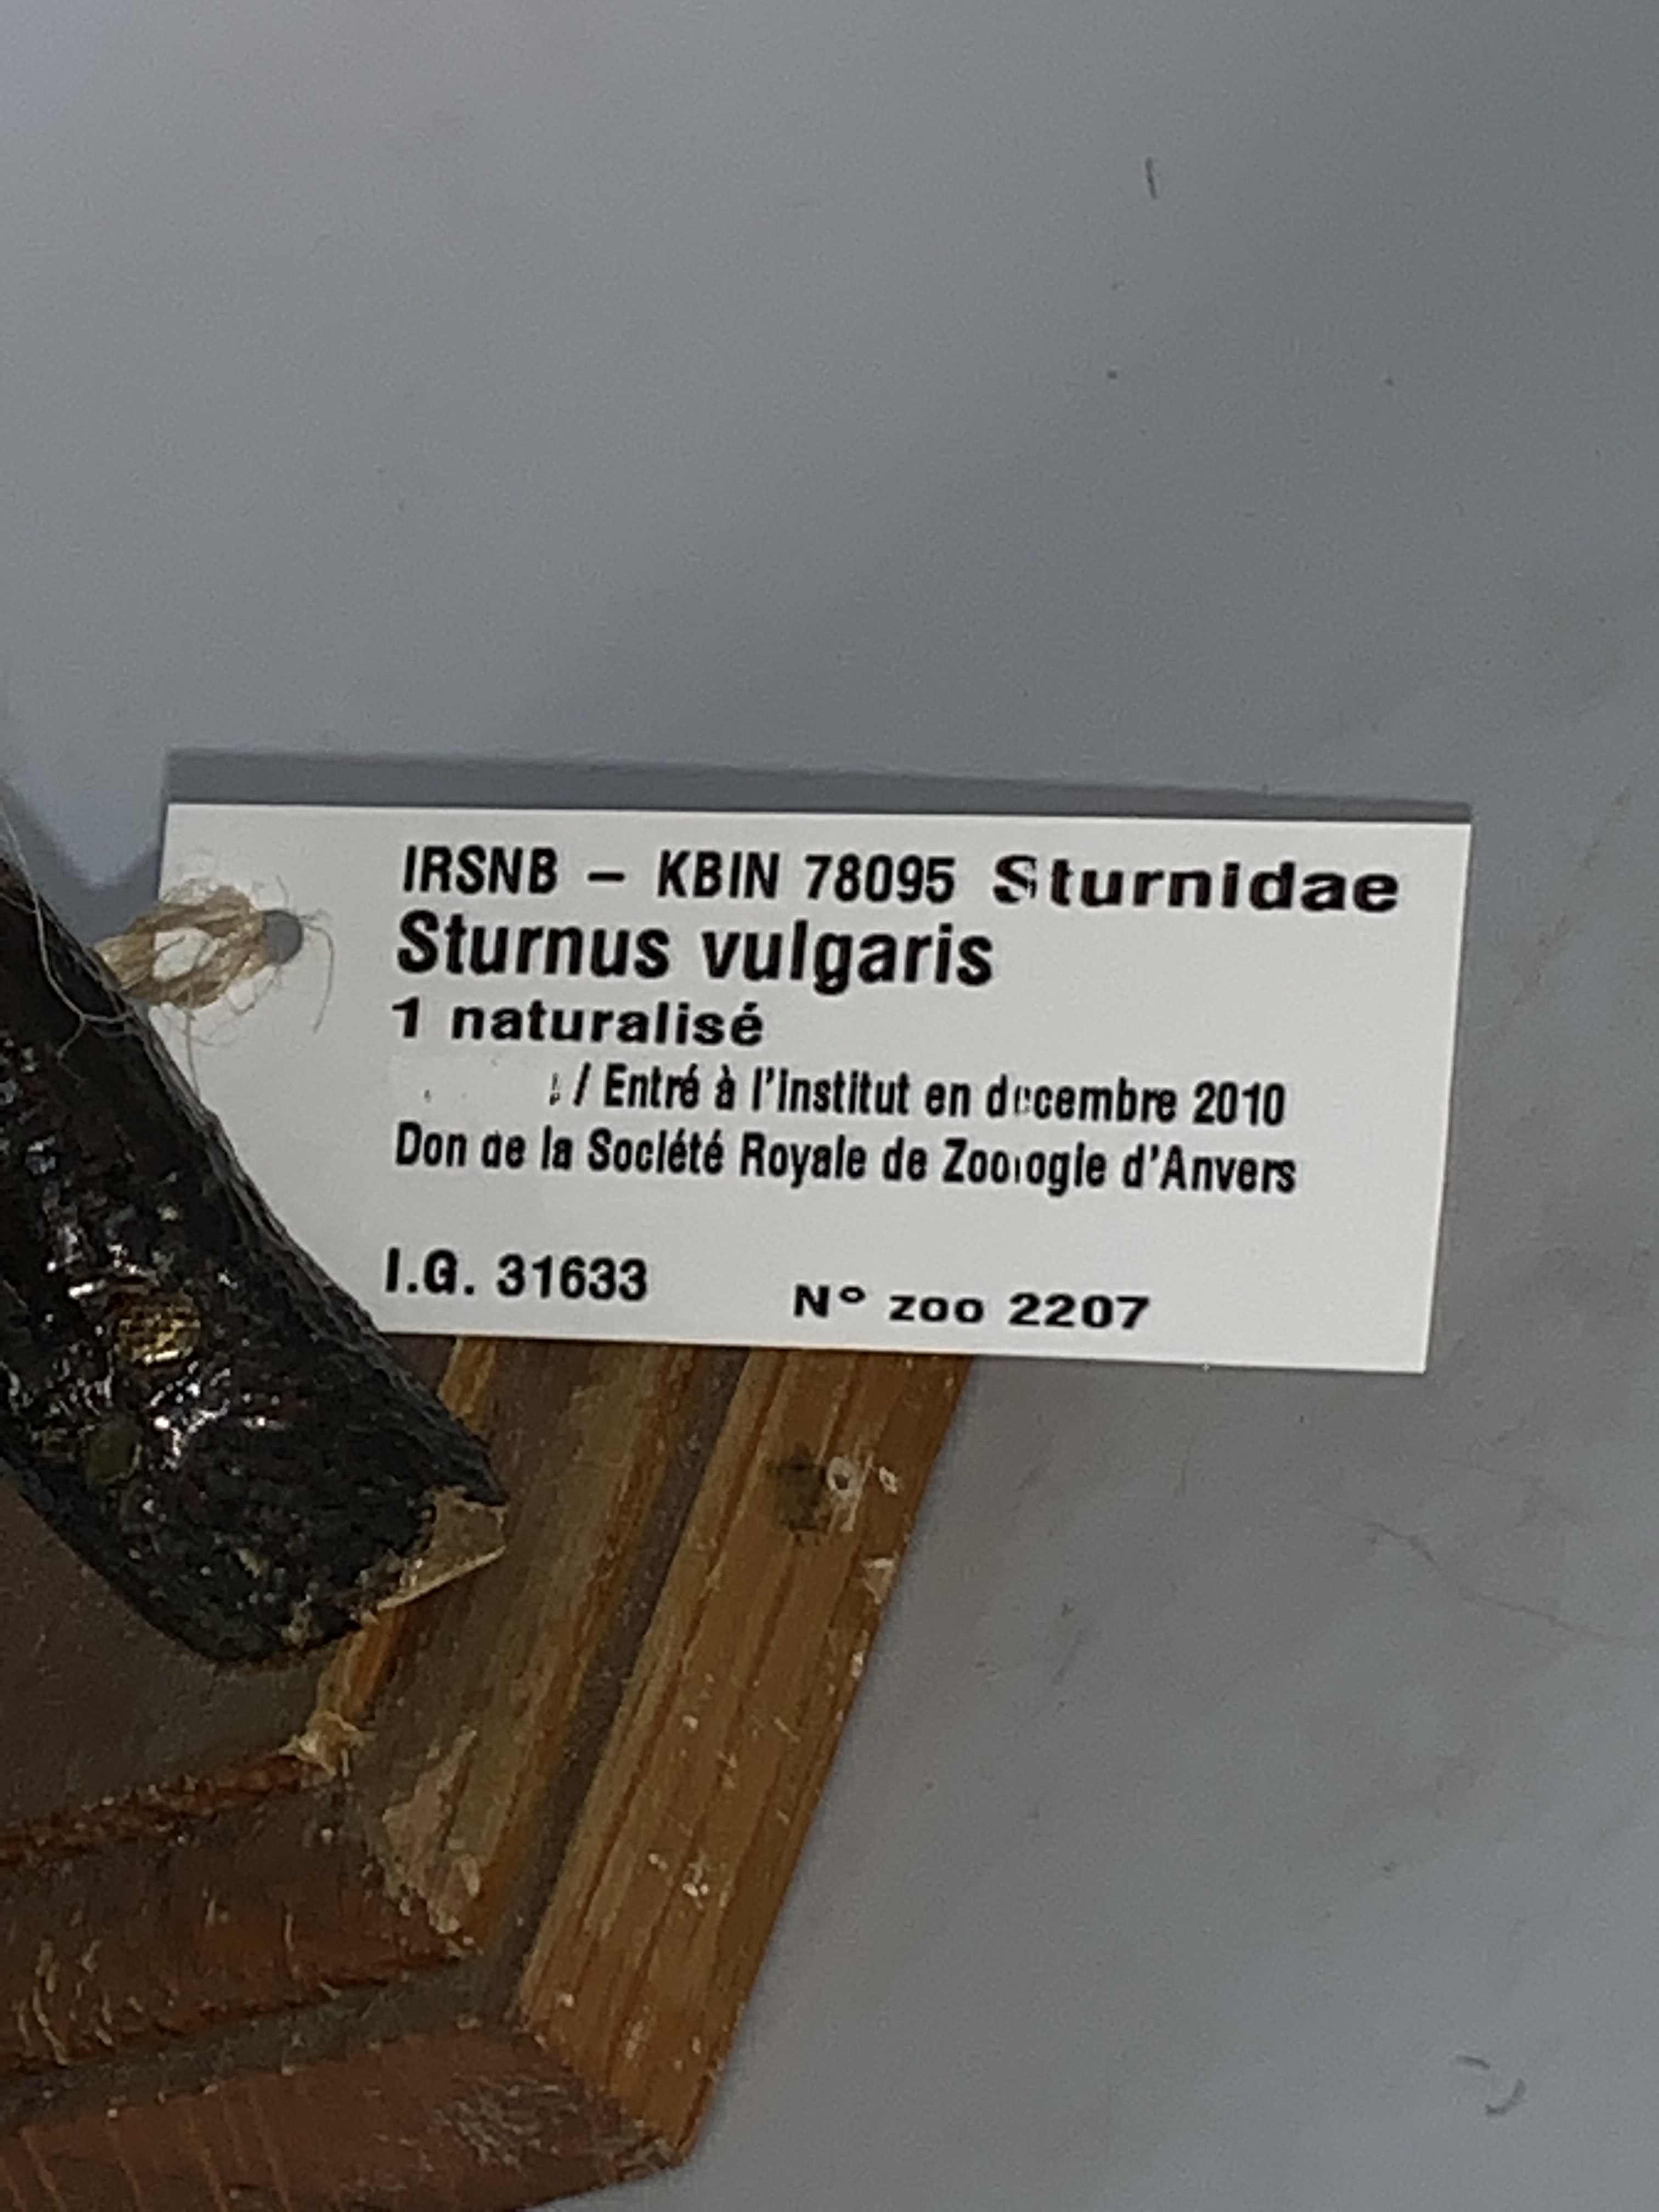 IRSNB – KBIN 78095 Sturnidae
Sturnus vulgaris
1 naturalisé
/ Entré à l'Institut en décembre 2010
Don de la Société Royale de Zoologie d'Anvers
I.G. 31633 N° zoo 2207